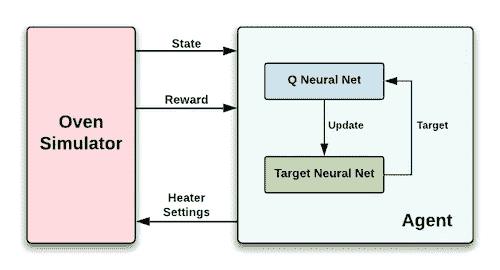 Oven
Simulator
State
Reward
Heater
Settings
Q Neural Net
Update
Target
Target Neural Net
Agent